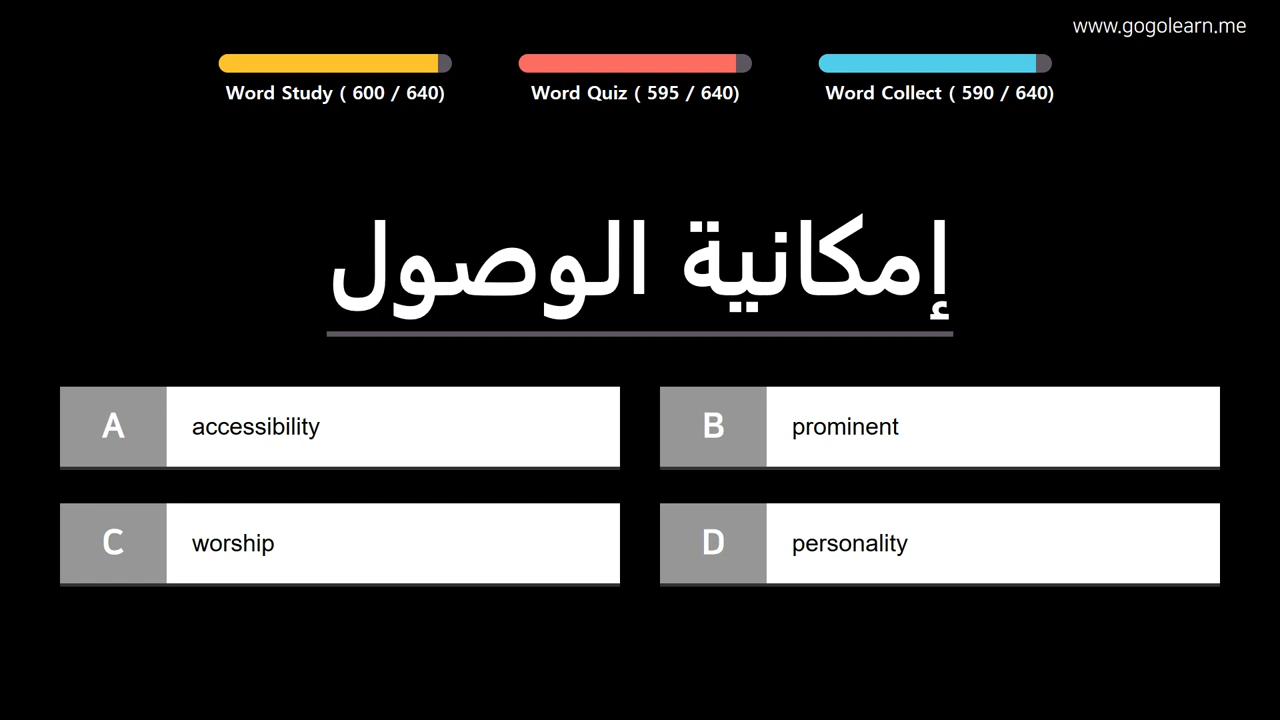 www.gogolearn.me
Word Study ( 600 / 640)
Word Quiz ( 595 / 640)
Word Collect ( 590 / 640)
إمكانية الوصول
A accessibility
B prominent
C worship
D personality